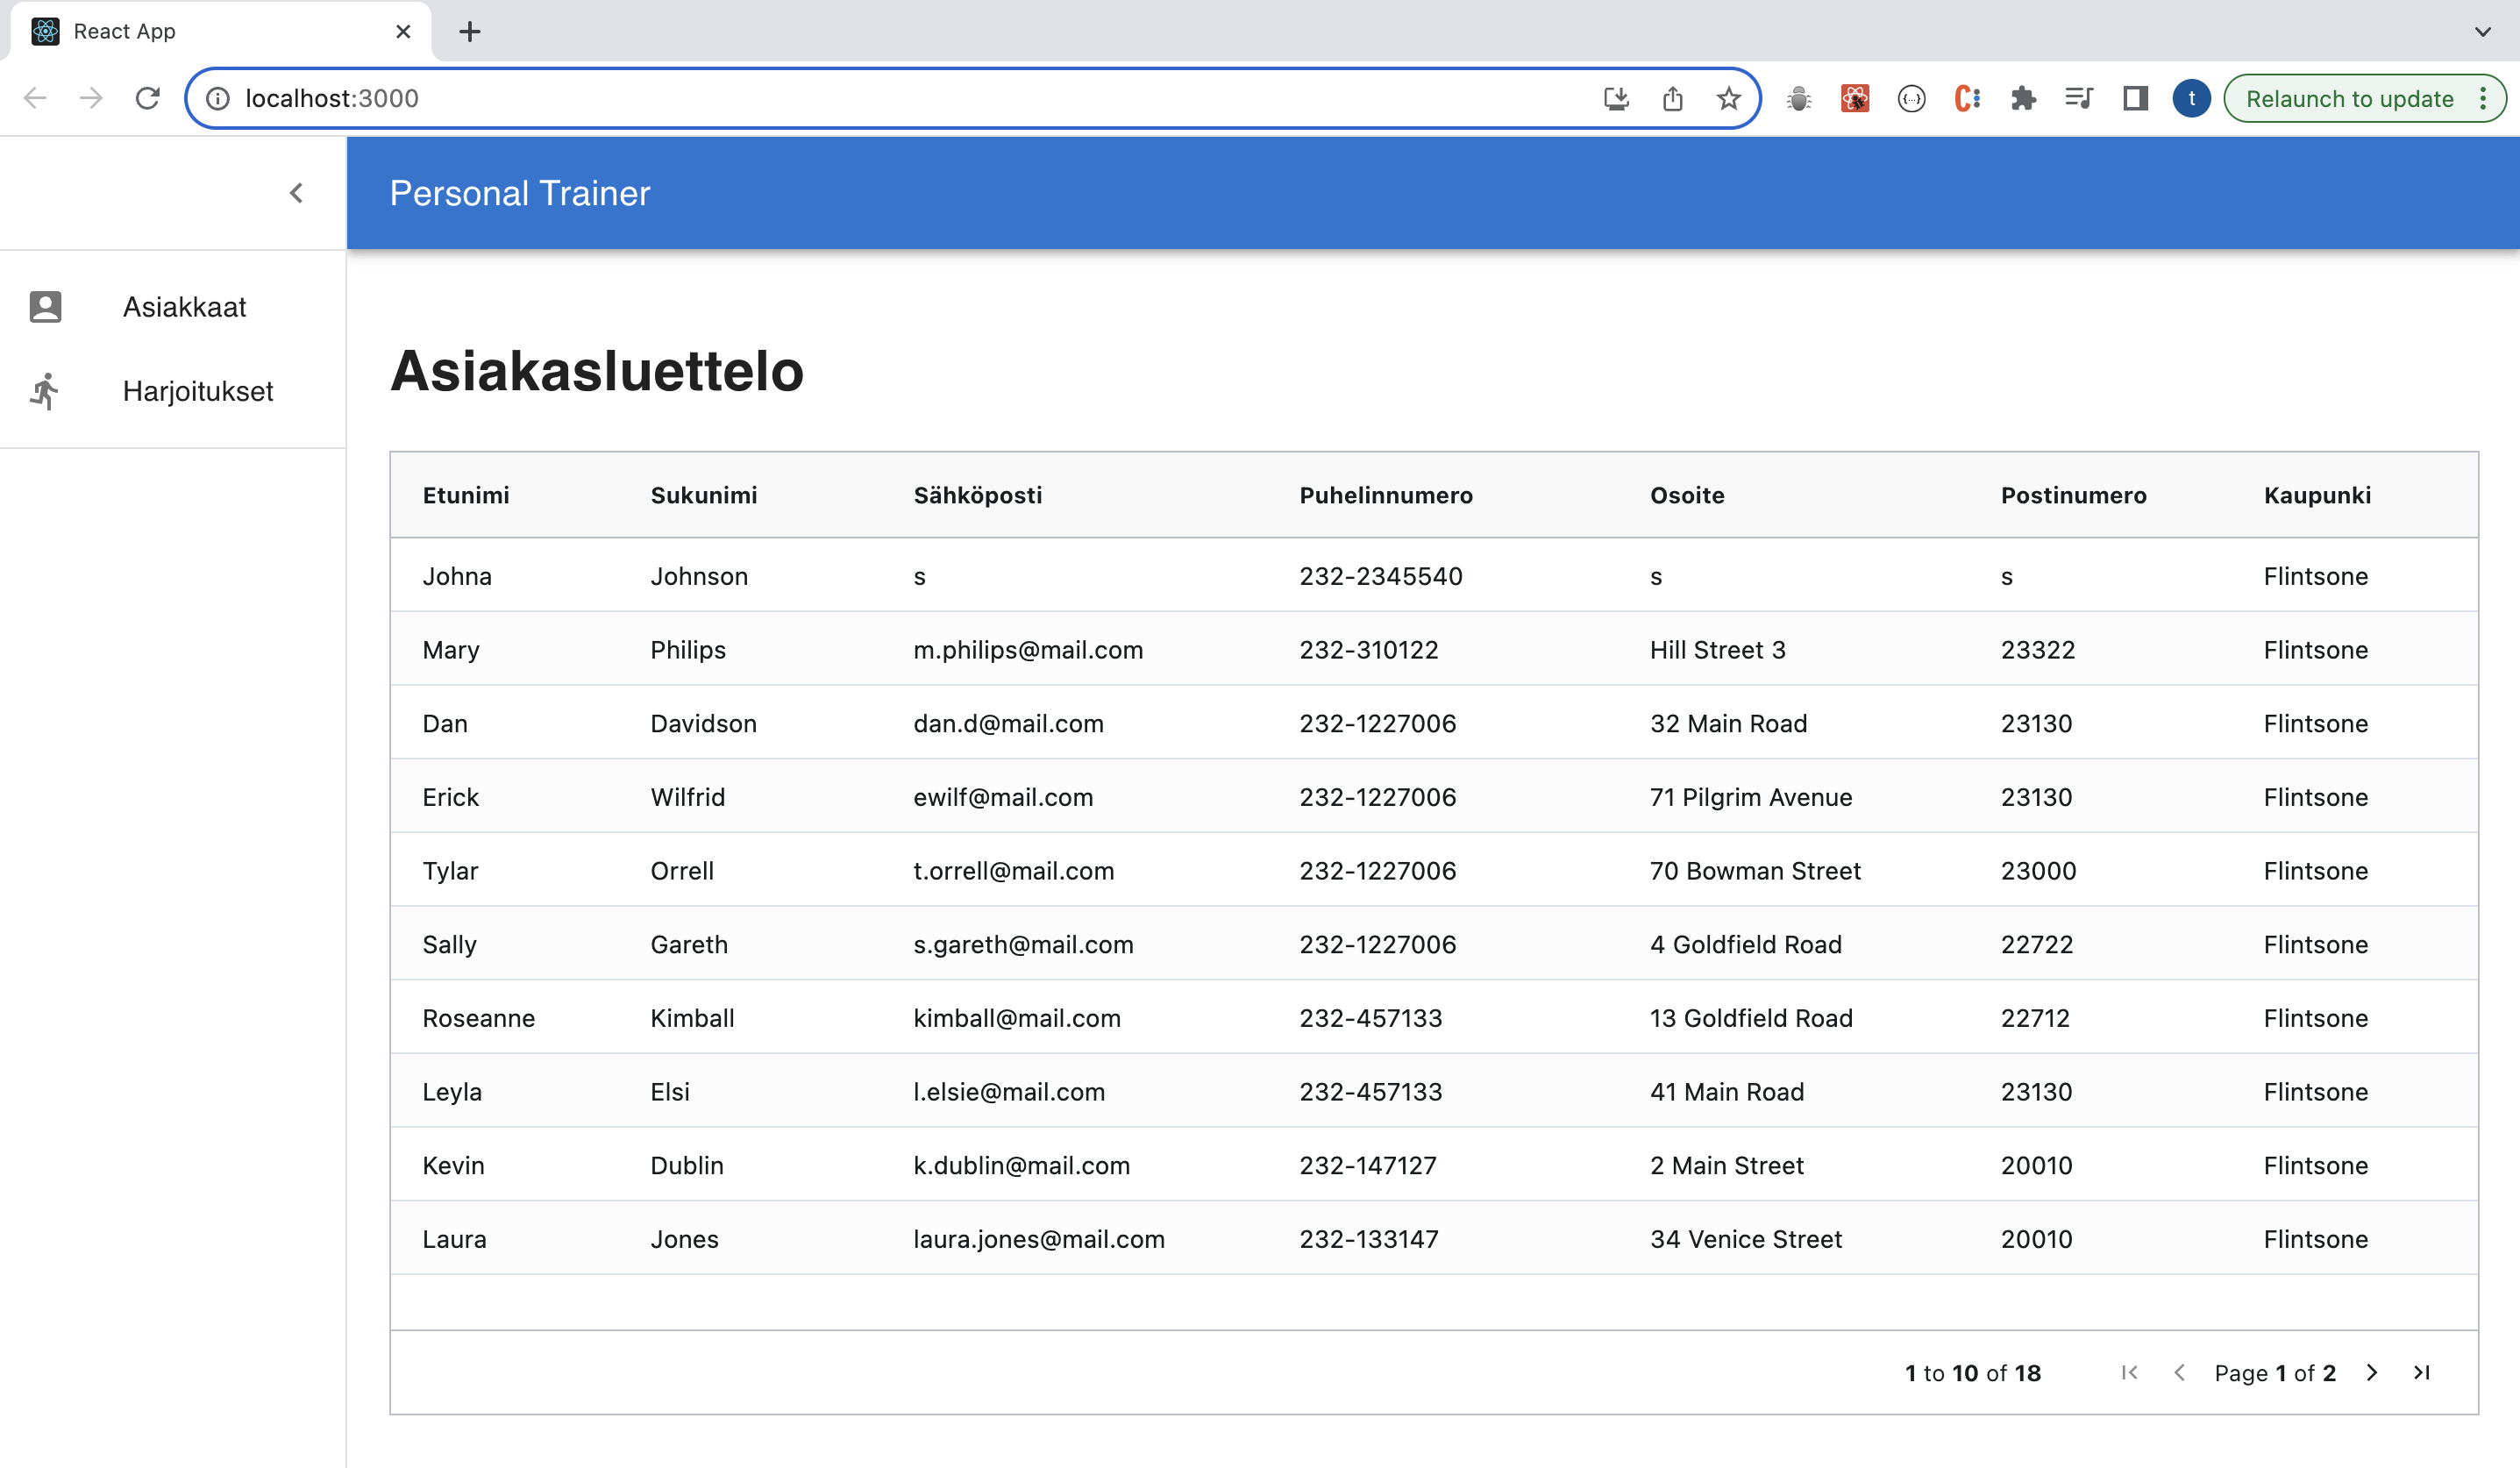 React App
localhost:3000
t
Relaunch to update
Personal Trainer
Asiakkaat
Harjoitukset
Asiakasluettelo
Etunimi Sukunimi Sähköposti Puhelinnumero Osoite Postinumero Kaupunki
Johna Johnson s 232-2345540 s s Flintsone
Mary Philips m.philips@mail.com 232-310122 Hill Street 3 23322 Flintsone
Dan Davidson dan.d@mail.com 232-1227006 32 Main Road 23130 Flintsone
Erick Wilfrid ewilf@mail.com 232-1227006 71 Pilgrim Avenue 23130 Flintsone
Tylar Orrell t.orrell@mail.com 232-1227006 70 Bowman Street 23000 Flintsone
Sally Gareth s.gareth@mail.com 232-1227006 4 Goldfield Road 22722 Flintsone
Roseanne Kimball kimball@mail.com 232-457133 13 Goldfield Road 22712 Flintsone
Leyla Elsi l.elsie@mail.com 232-457133 41 Main Road 23130 Flintsone
Kevin Dublin k.dublin@mail.com 232-147127 2 Main Street 20010 Flintsone
Laura Jones laura.jones@mail.com 232-133147 34 Venice Street 20010 Flintsone
1 to 10 of 18 Page 1 of 2